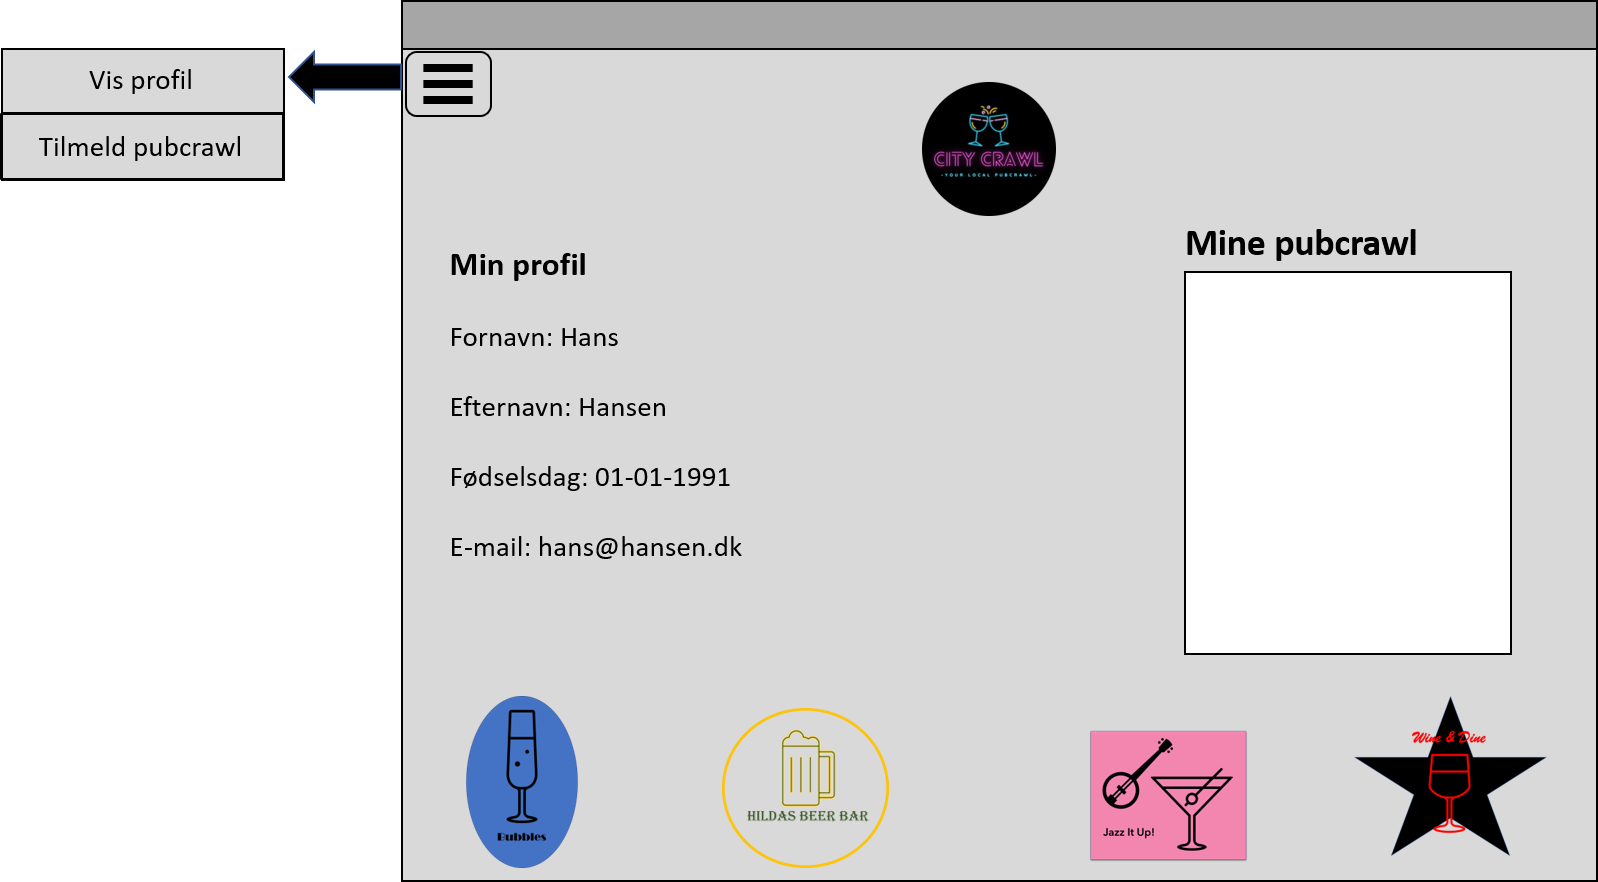 Vis profil
Tilmeld pubcrawl
CITY CRAWL
-YOUR LOCAL PUBCRAWL-
Mine pubcrawl
Min profil
Fornavn: Hans
Efternavn: Hansen
Fødselsdag: 01-01-1991
E-mail: hans@hansen.dk
Bubbles
HILDAS BEER BAR
Jazz It Up!
Wine & Dine